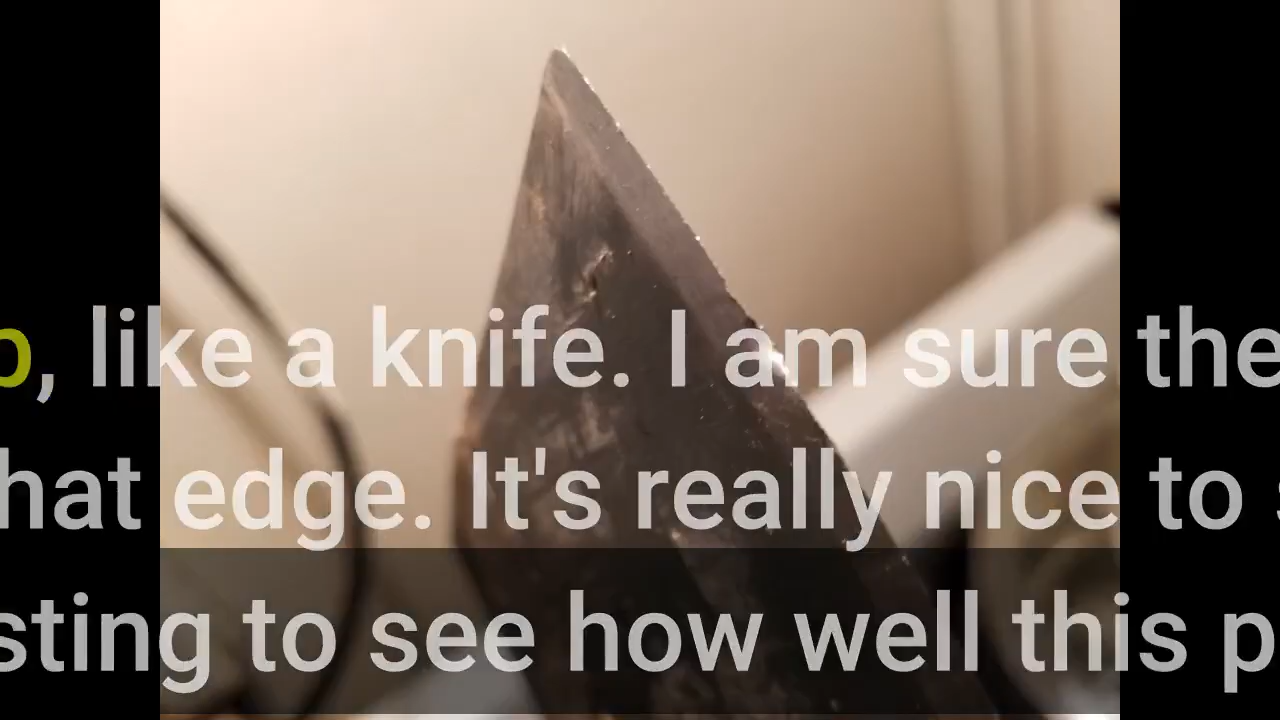 , like a knife. I am sure the
hat edge. It's really nice to
sting to see how well this p